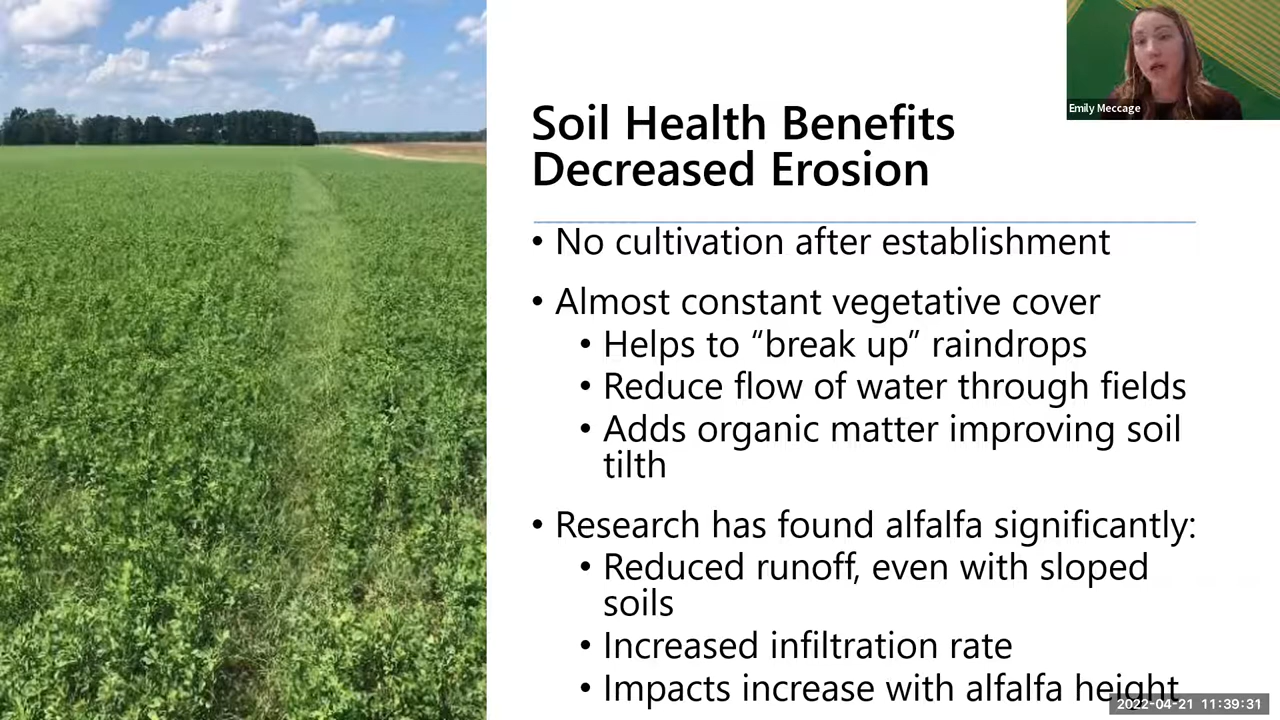 Emily Meccage
Soil Health Benefits
Decreased Erosion
• No cultivation after establishment
• Almost constant vegetative cover
• Helps to “break up” raindrops
• Reduce flow of water through fields
• Adds organic matter improving soil
tilth
• Research has found alfalfa significantly:
• Reduced runoff, even with sloped
soils
• Increased infiltration rate
• Impacts increase with alfalfa height
2022-04-21 11:39:31